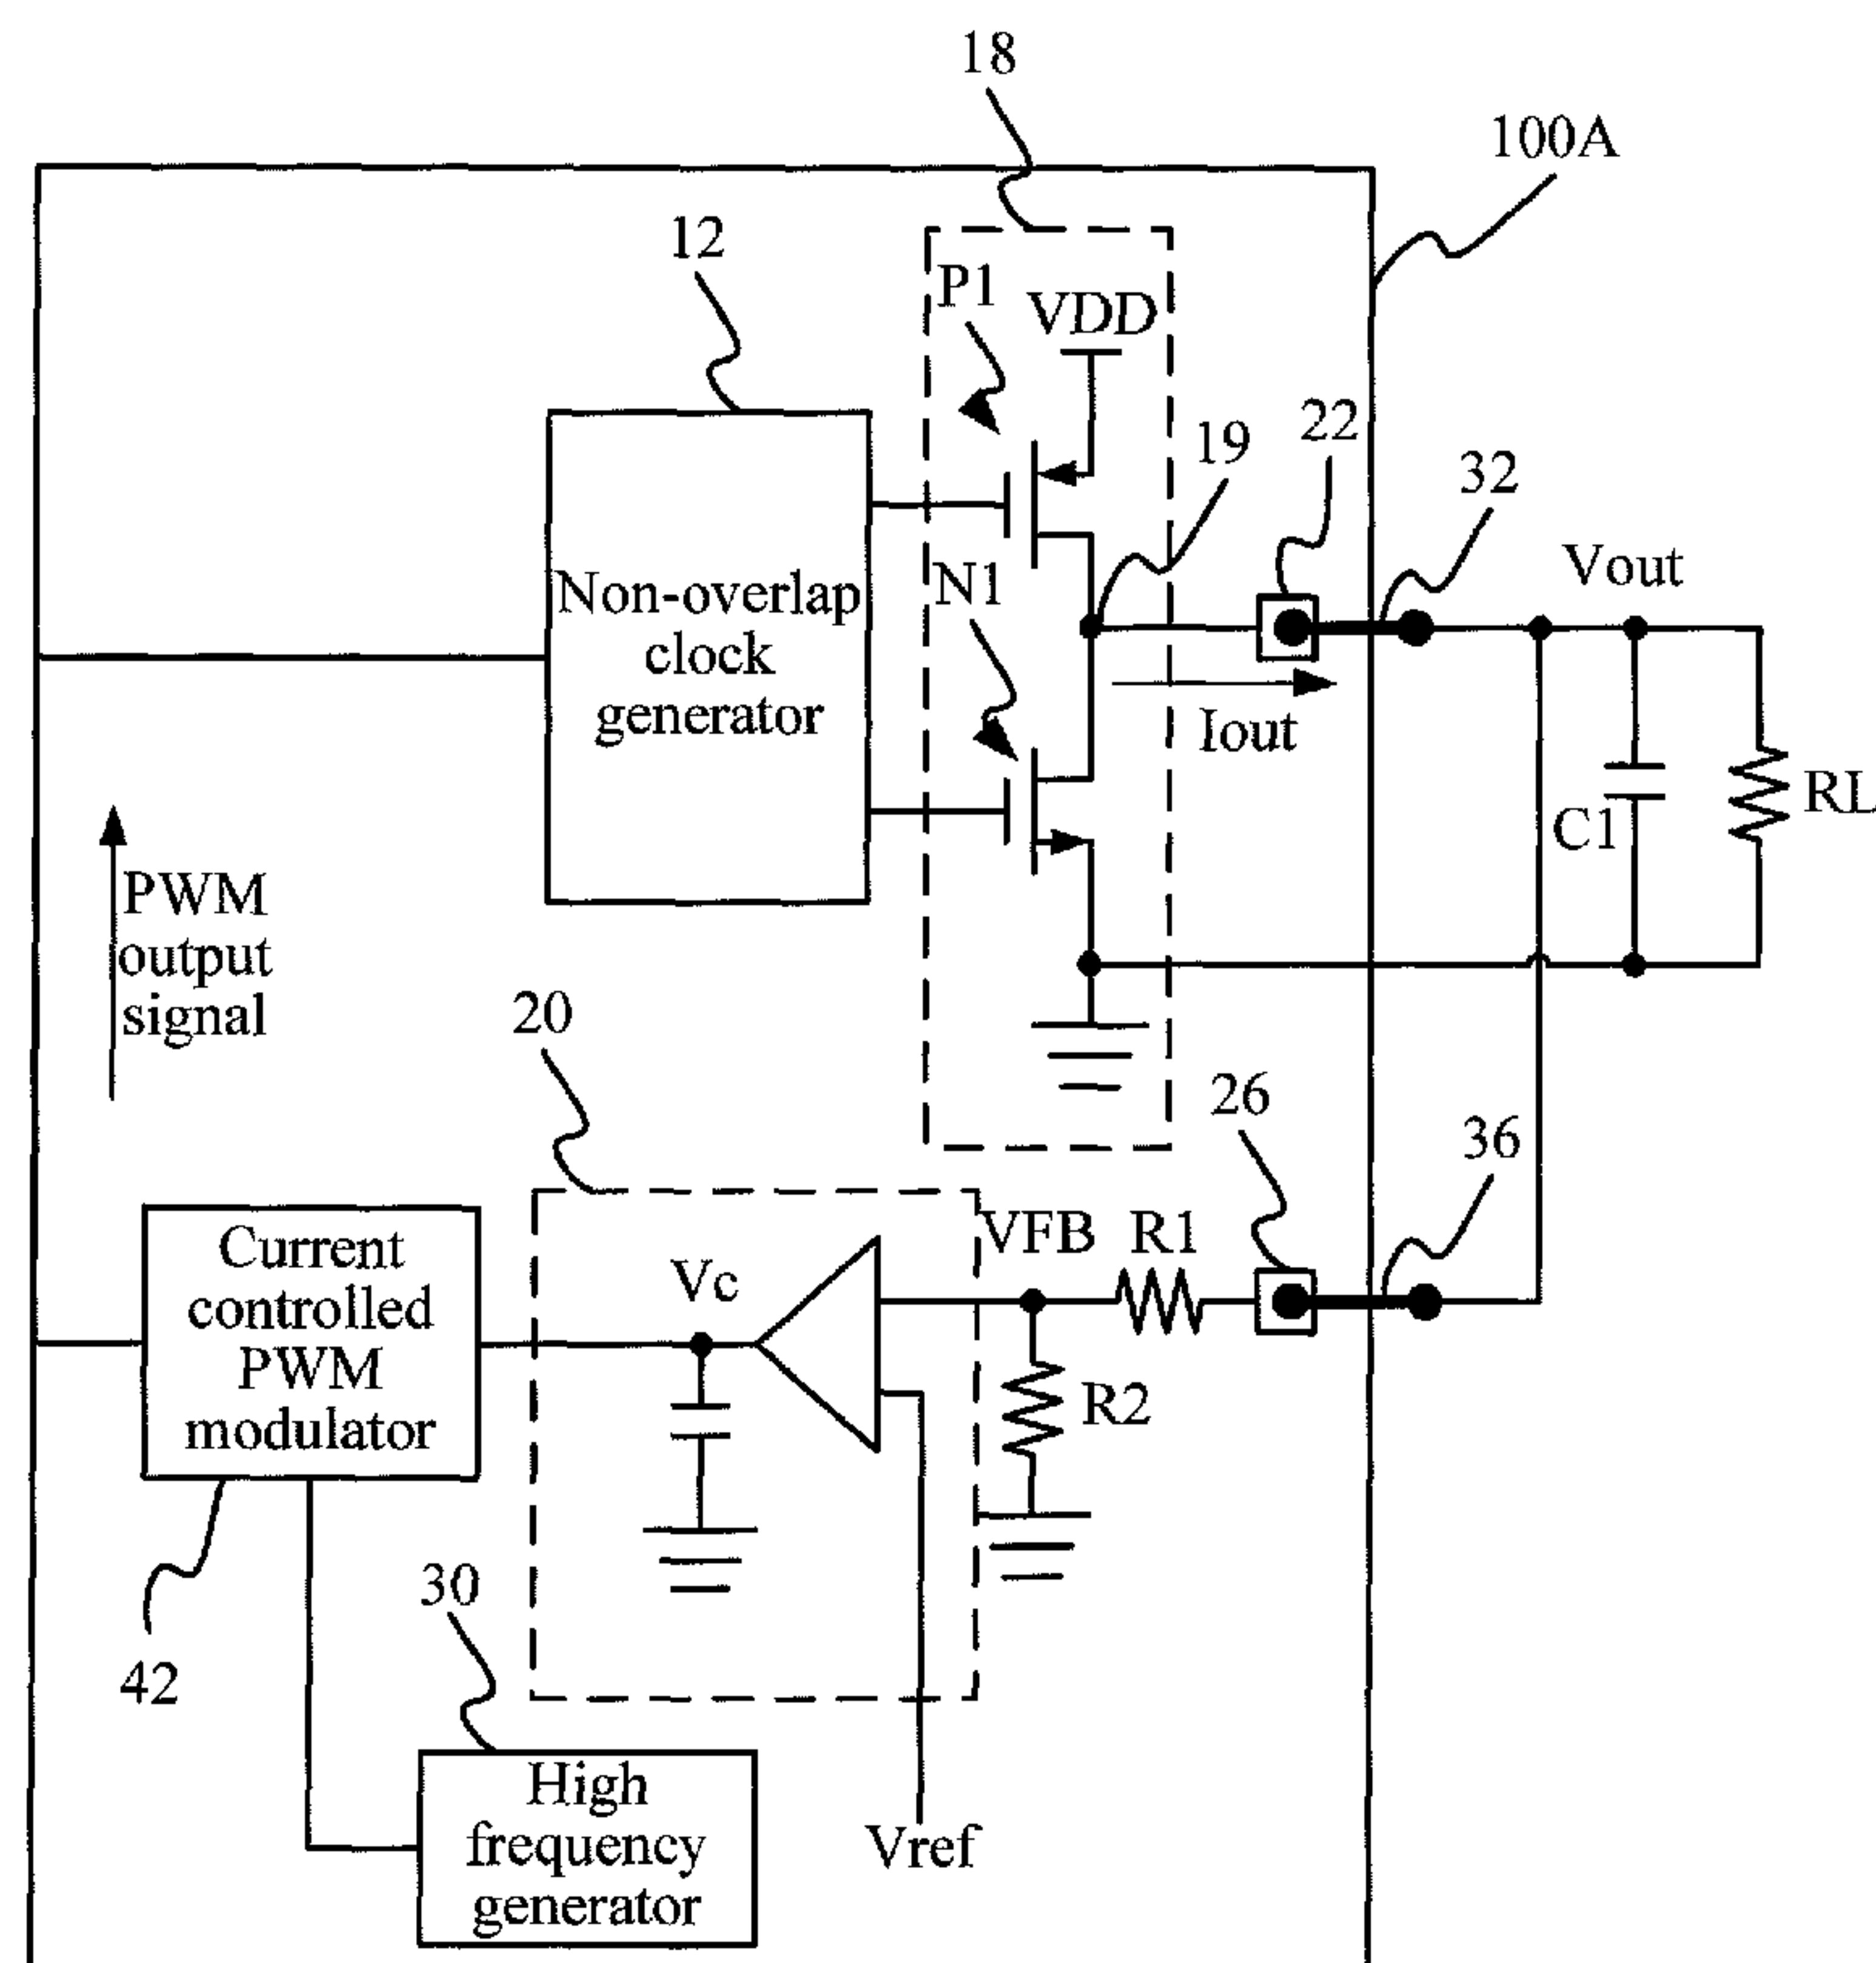 18
100A
12
P1
VDD
19
22
32
Vout
Non-overlap
clock
generator
N1
Iout
C1
RL
PWM
output
signal
20
26
36
Current
controlled
PWM
modulator
Vc
VFB
R1
R2
42
30
High
frequency
generator
Vref